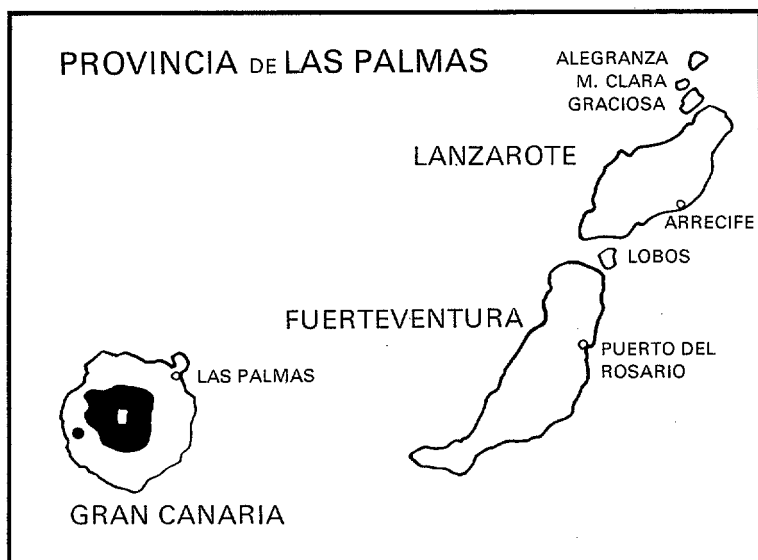 PROVINCIA DE LAS PALMAS
ALEGRANZA
M. CLARA
GRACIOSA
LANZAROTE
ARRECIFE
LOBOS
FUERTEVENTURA
PUERTO DEL
ROSARIO
LAS PALMAS
GRAN CANARIA